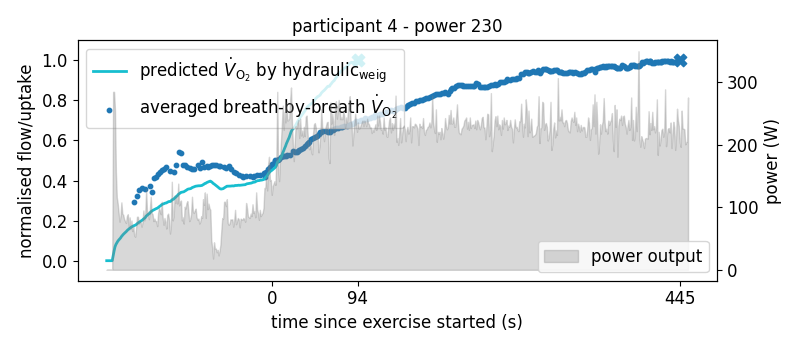 participant 4 - power 230
predicted V̇O₂ by hydraulicweig
averaged breath-by-breath V̇O₂
normalised flow/uptake
1.0
0.8
0.6
0.4
0.2
0.0
300
200
100
0
power (W)
power output
0 94 445
time since exercise started (s)